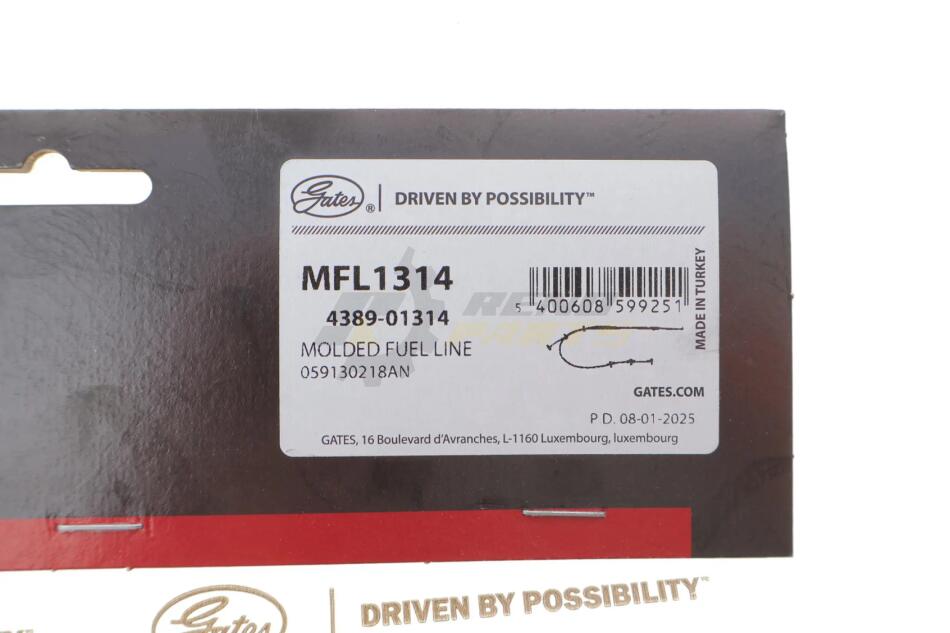 Gates ® DRIVEN BY POSSIBILITY™
MFL1314
4389-01314
MOLDED FUEL LINE
059130218AN
5 400608 599251
MADE IN TURKEY
GATES.COM
P.D. 08-01-2025
GATES, 16 Boulevard d'Avranches, L-1160 Luxembourg, luxembourg
Gates DRIVEN BY POSSIBILITY™